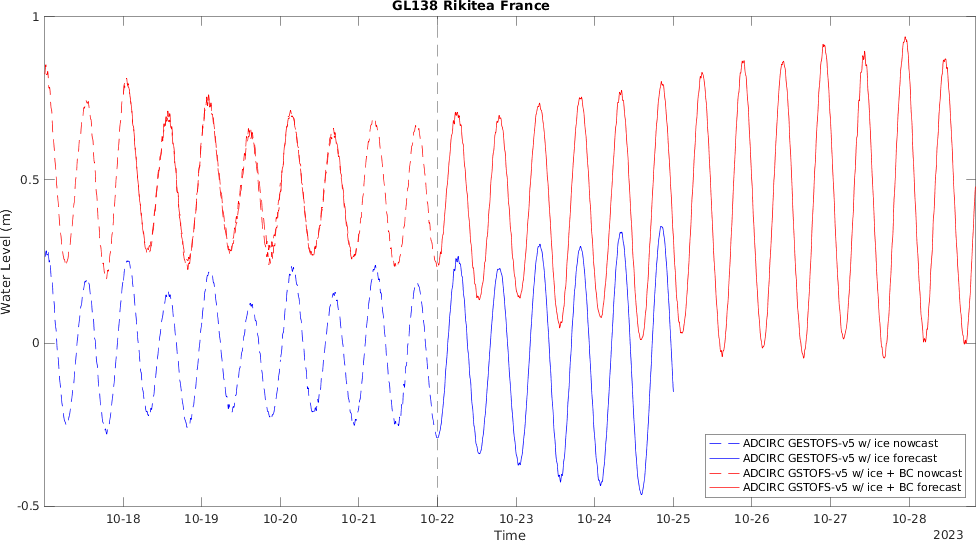 GL138 Rikitea France
Water Level (m)
1
0.5
0
-0.5
10-18 10-19 10-20 10-21 10-22 10-23 10-24 10-25 10-26 10-27 10-28
Time
2023
ADCIRC GESTOFS-v5 w/ ice nowcast
ADCIRC GESTOFS-v5 w/ ice forecast
ADCIRC GSTOFS-v5 w/ ice + BC nowcast
ADCIRC GSTOFS-v5 w/ ice + BC forecast